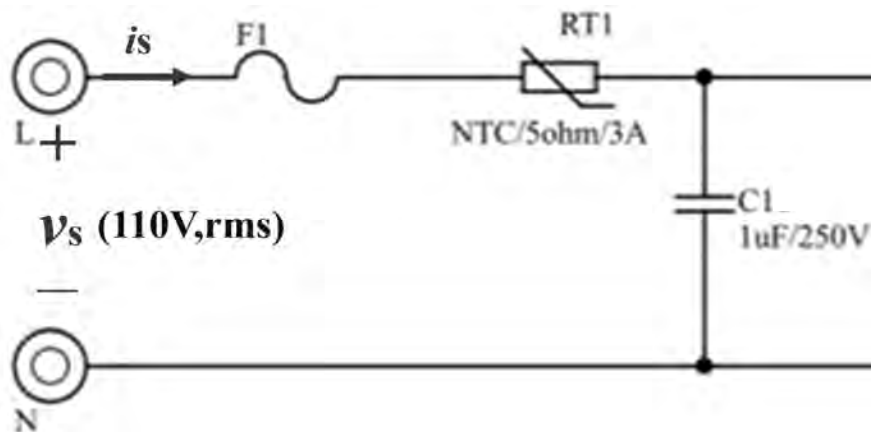 is
F1
RT1
L
+
NTC/5ohm/3A
vs (110V,rms)
—
C1
1uF/250V
N